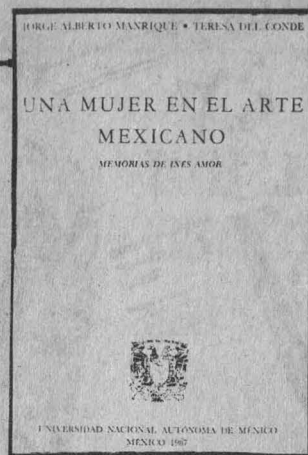 JORGE ALBERTO MANRIQUE • TERESA DEL CONDE
UNA MUJER EN EL ARTE
MEXICANO
MEMORIAS DE INES AMOR
UNIVERSIDAD NACIONAL AUTÓNOMA DE MÉXICO
MÉXICO 1987